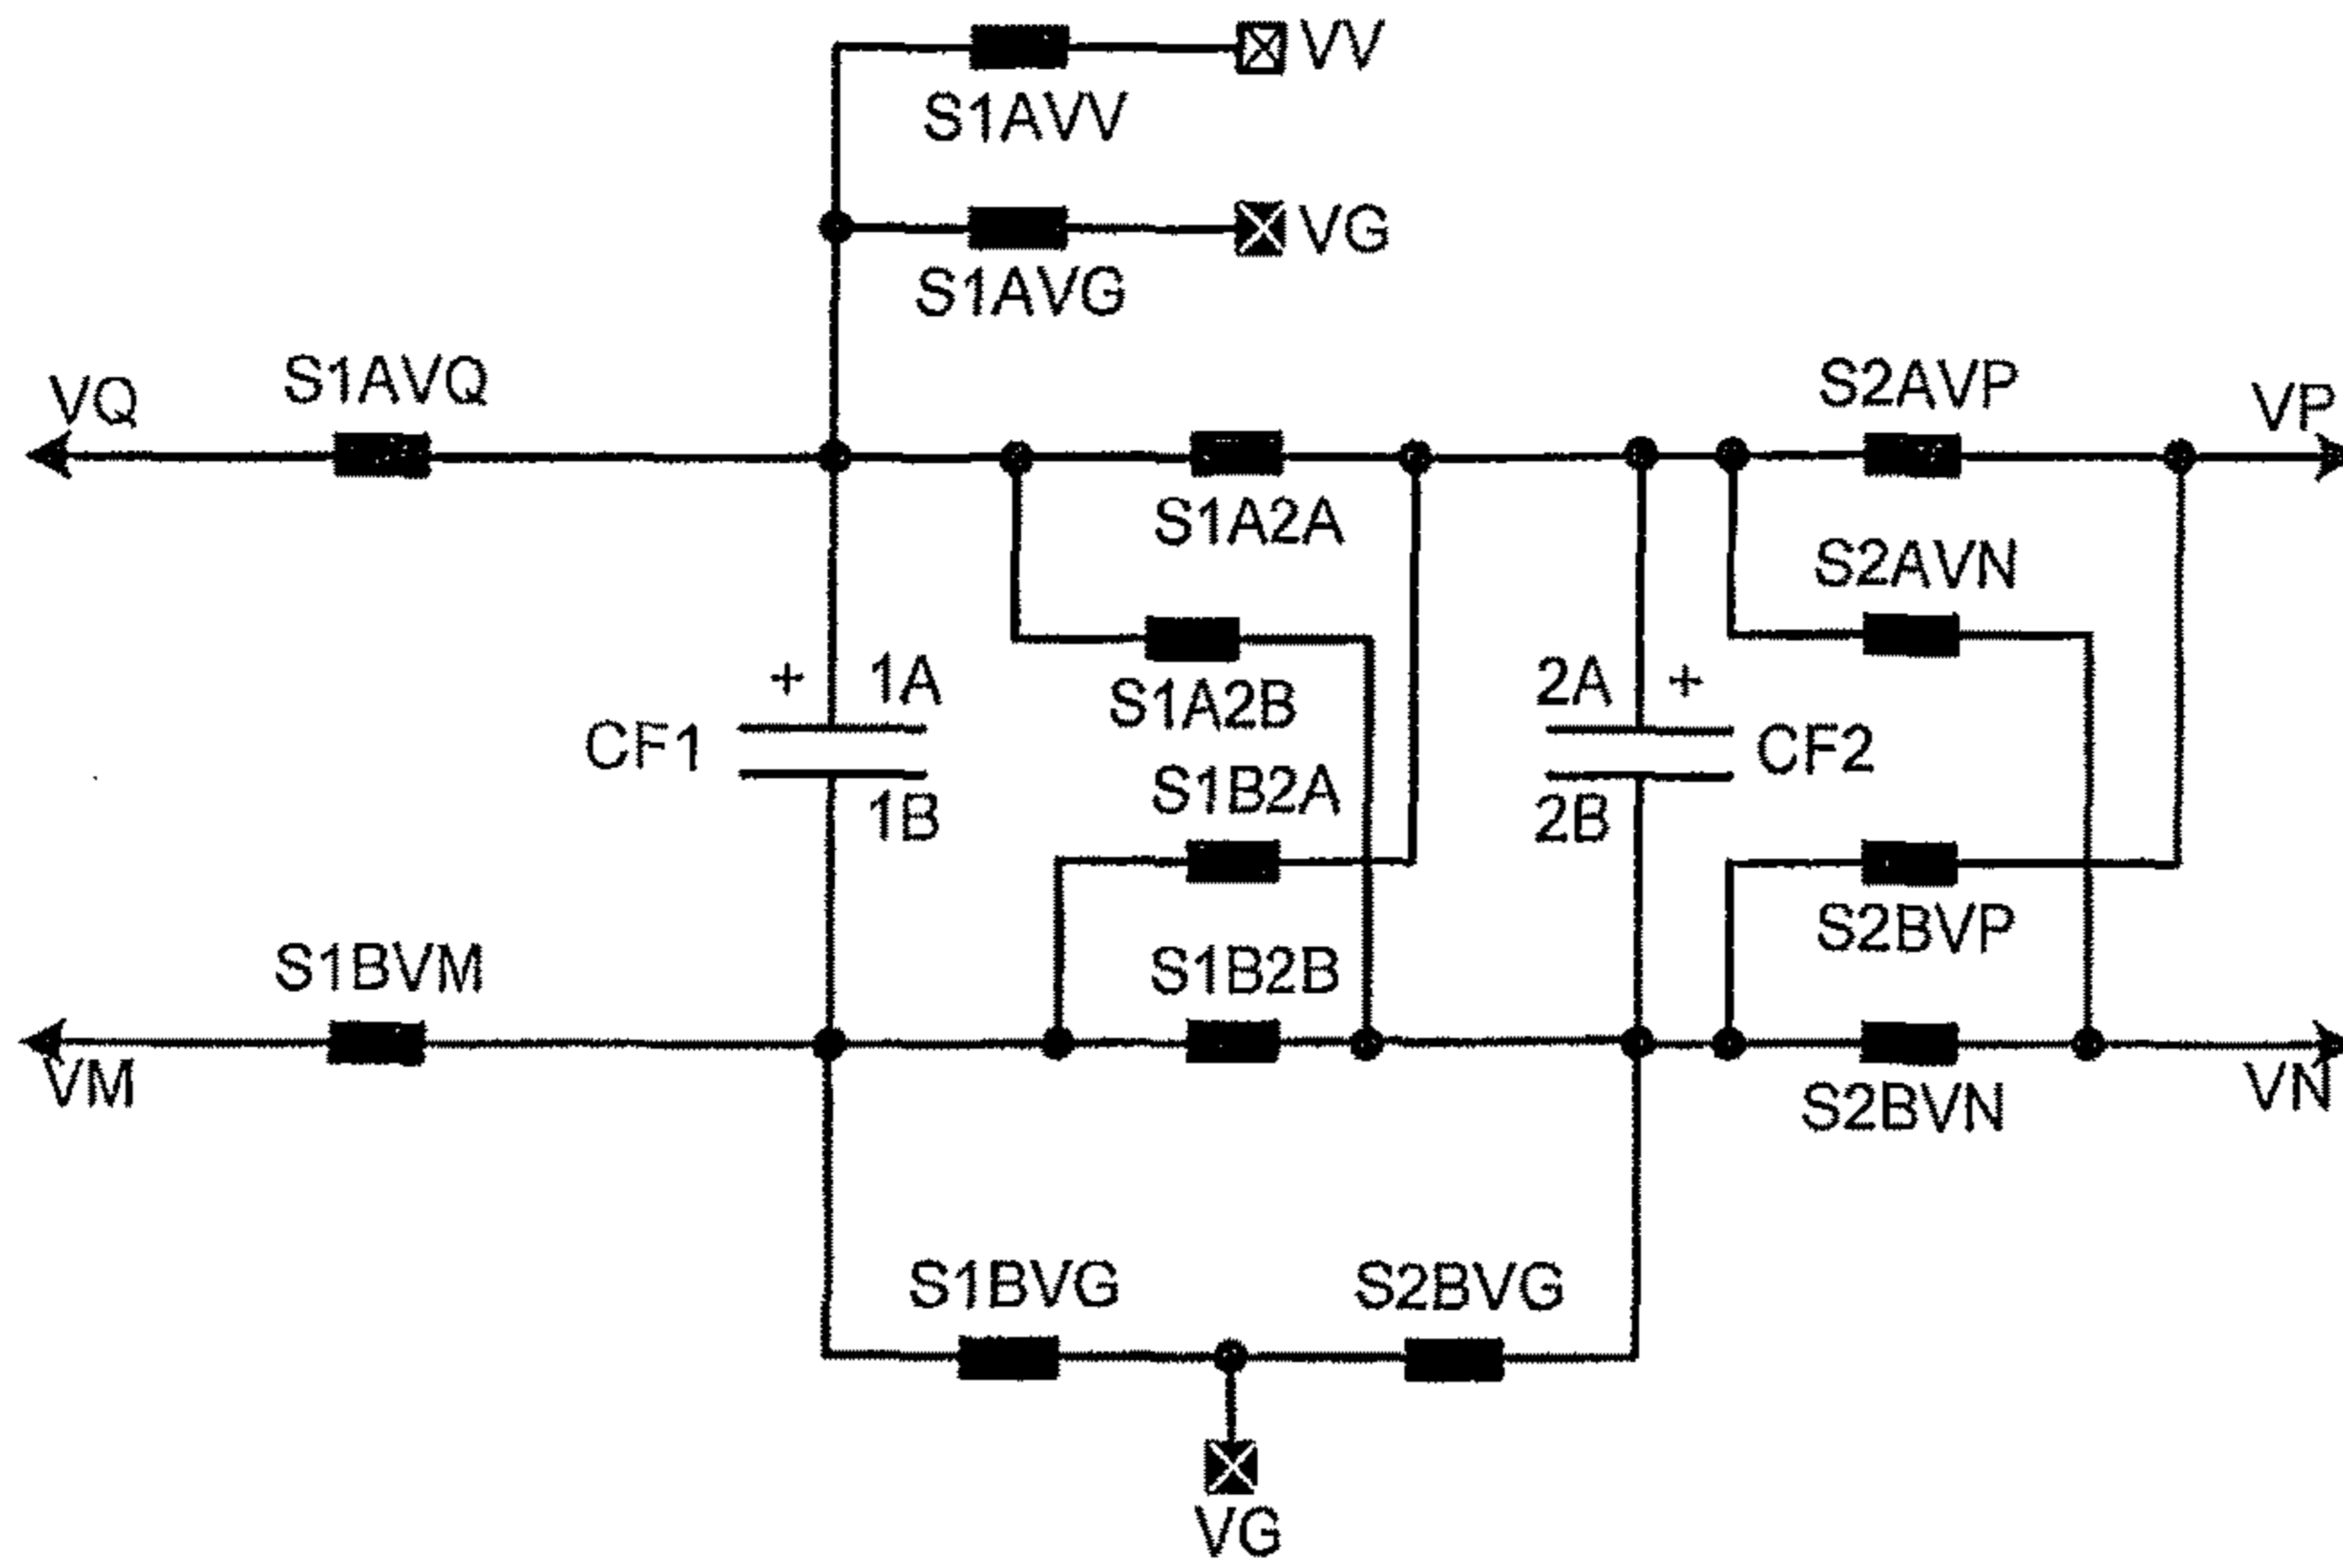 VV
S1AVV
VG
S1AVG
VQ
S1AVQ
S2AVP
VP
S1A2A
S2AVN
+ 1A
2A +
S1A2B
CF1
CF2
S1B2A
1B
2B
S2BVP
S1BVM
S1B2B
VM
VN
S2BVN
S1BVG
S2BVG
VG